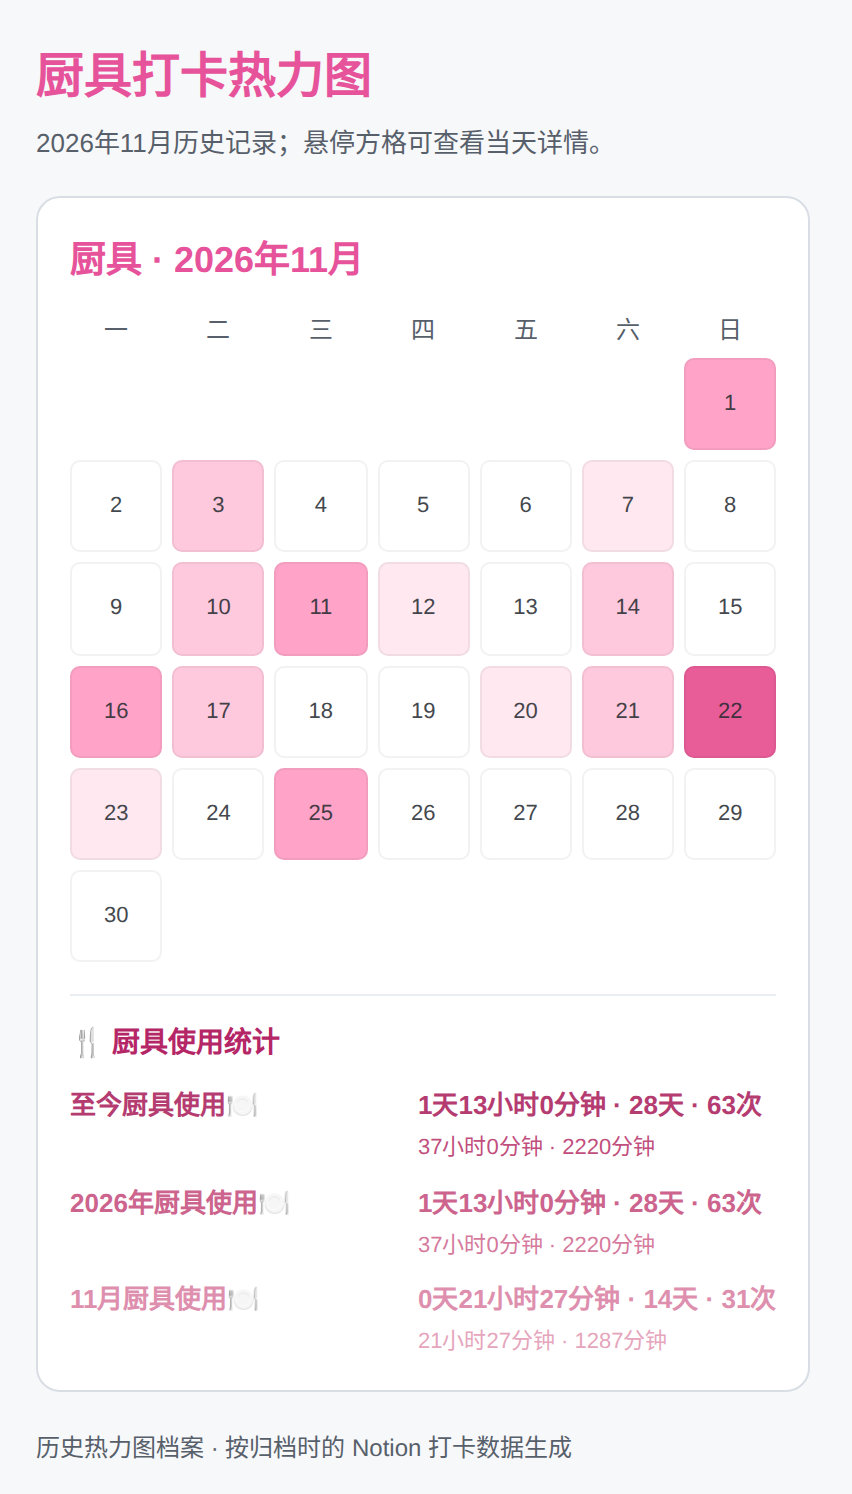 厨具打卡热力图
2026年11月历史记录；悬停方格可查看当天详情。
厨具 · 2026年11月
一 二 三 四 五 六 日
1
2 3 4 5 6 7 8
9 10 11 12 13 14 15
16 17 18 19 20 21 22
23 24 25 26 27 28 29
30
🍴 厨具使用统计
至今厨具使用🍽️ 1天13小时0分钟 · 28天 · 63次
37小时0分钟 · 2220分钟
2026年厨具使用🍽️ 1天13小时0分钟 · 28天 · 63次
37小时0分钟 · 2220分钟
11月厨具使用🍽️ 0天21小时27分钟 · 14天 · 31次
21小时27分钟 · 1287分钟
历史热力图档案 · 按归档时的 Notion 打卡数据生成